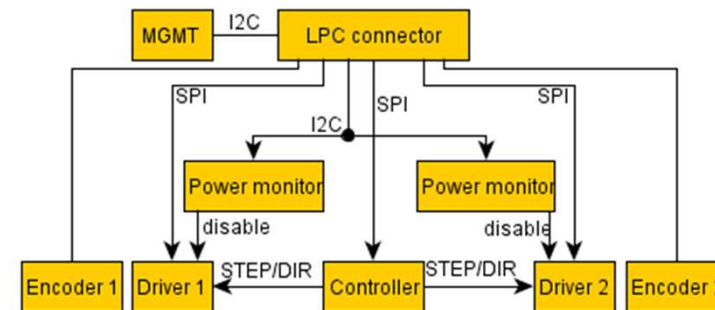 MGMT
I2C
LPC connector
SPI
SPI
SPI
I2C
Power monitor
Power monitor
disable
disable
Encoder 1
Driver 1
STEP/DIR
Controller
STEP/DIR
Driver 2
Encoder